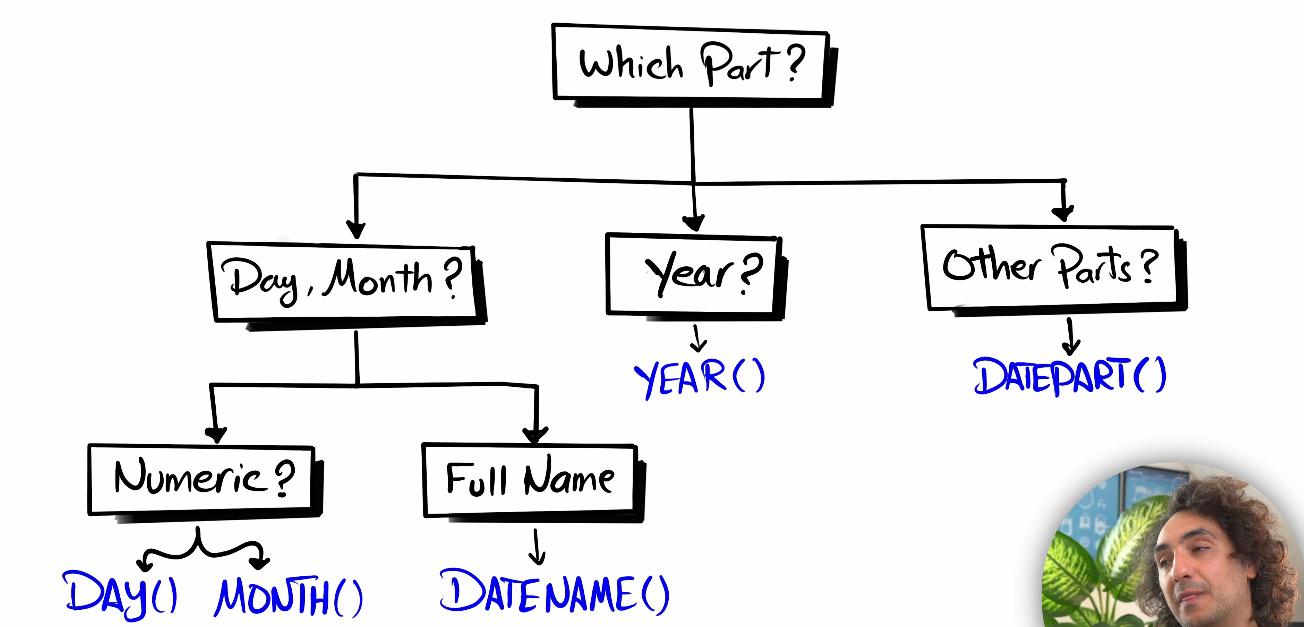 Which Part?
Day, Month?
Year?
Other Parts?
YEAR()
DATEPART()
Numeric?
Full Name
DAY()
MONTH()
DATENAME()